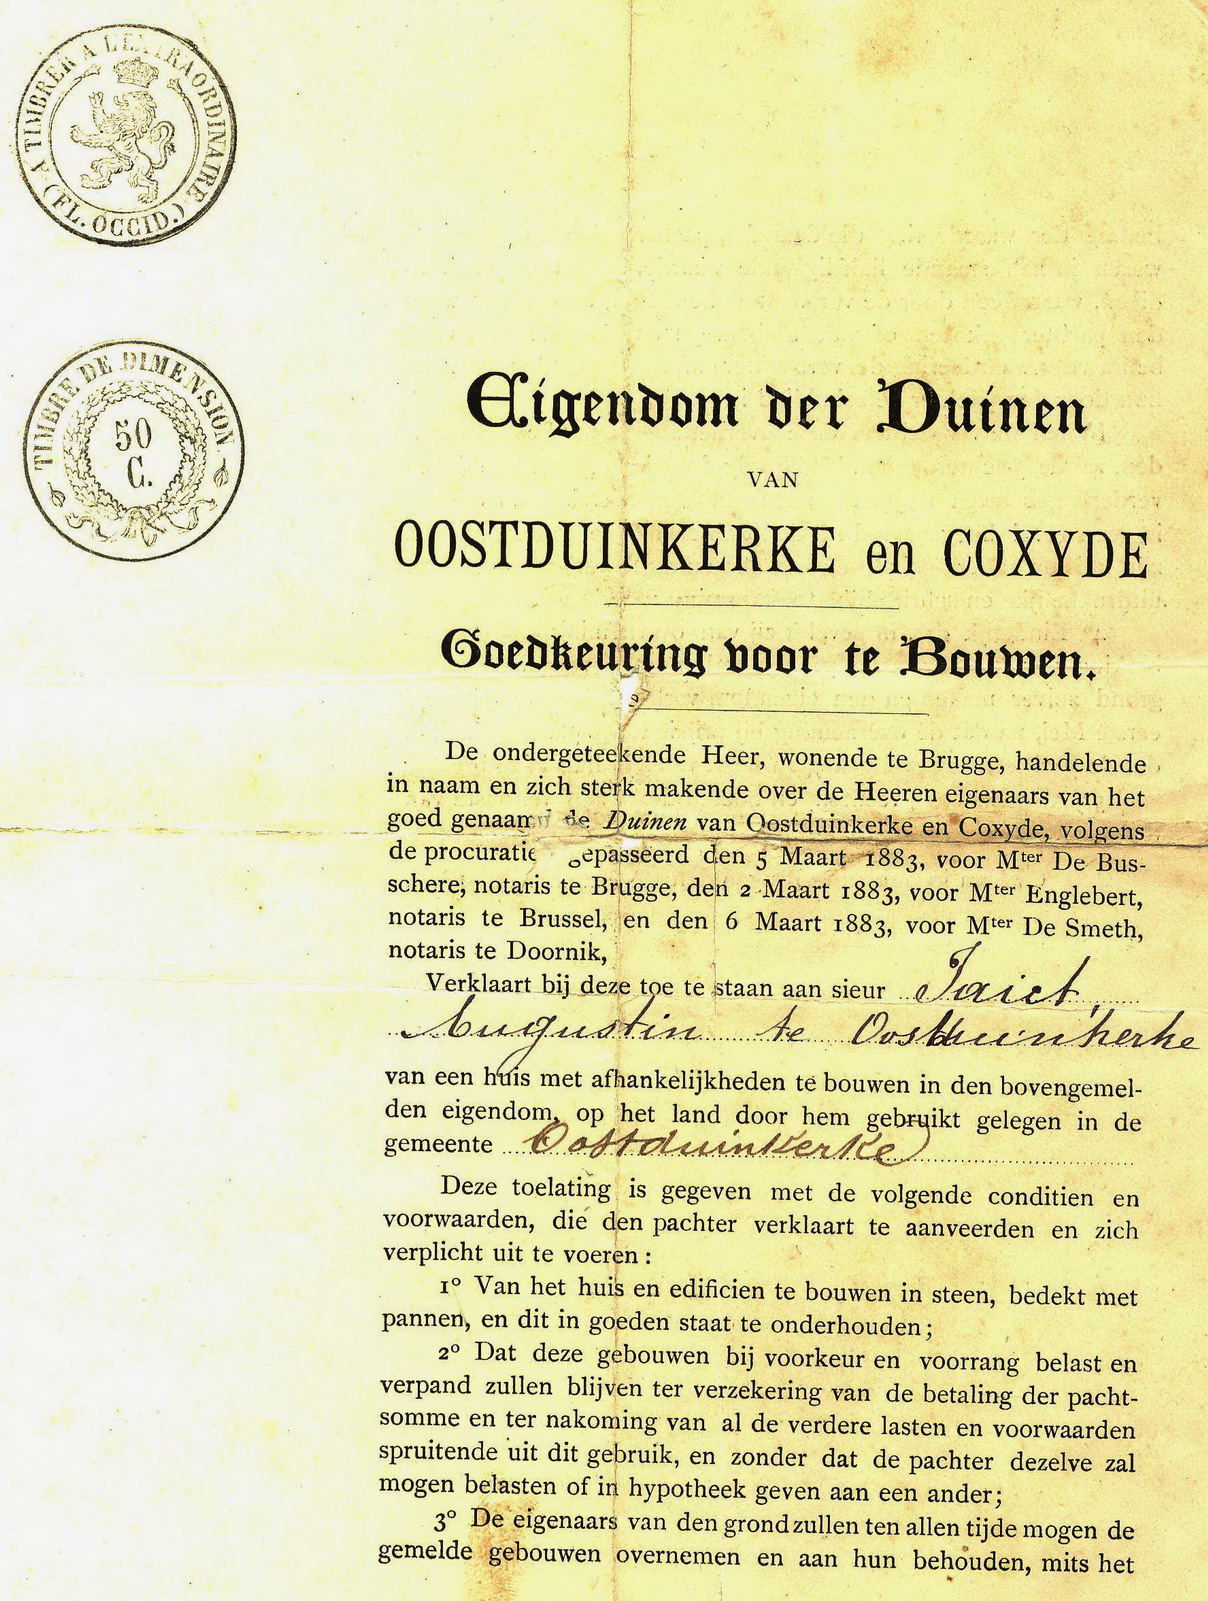 A TIMBRER A L'EXTRAORDINAIRE
(FL. OCCID.)
TIMBRE DE DIMENSION
50
C.
Eigendom der Duinen
VAN
OOSTDUINKERKE en COXYDE
Goedkeuring voor te Bouwen.
De ondergeteekende Heer, wonende te Brugge, handelende
in naam en zich sterk makende over de Heeren eigenaars van het
goed genaam de Duinen van Oostduinkerke en Coxyde, volgens
de procuratie epasseerd den 5 Maart 1883, voor Mter De Bus-
schere, notaris te Brugge, den 2 Maart 1883, voor Mter Englebert,
notaris te Brussel, en den 6 Maart 1883, voor Mter De Smeth,
notaris te Doornik,
Verklaart bij deze toe te staan aan sieur
Augustin te Oostduinkerke
van een huis met afhankelijkheden te bouwen in den bovengemel-
den eigendom, op het land door hem gebruikt gelegen in de
gemeente Oostduinkerke
Deze toelating is gegeven met de volgende conditien en
voorwaarden, die den pachter verklaart te aanveerden en zich
verplicht uit te voeren :
1° Van het huis en edificien te bouwen in steen, bedekt met
pannen, en dit in goeden staat te onderhouden ;
2° Dat deze gebouwen bij voorkeur en voorrang belast en
verpand zullen blijven ter verzekering van de betaling der pacht-
somme en ter nakoming van al de verdere lasten en voorwaarden
spruitende uit dit gebruik, en zonder dat de pachter dezelve zal
mogen belasten of in hypotheek geven aan een ander ;
3° De eigenaars van den grond zullen ten allen tijde mogen de
gemelde gebouwen overnemen en aan hun behouden, mits het